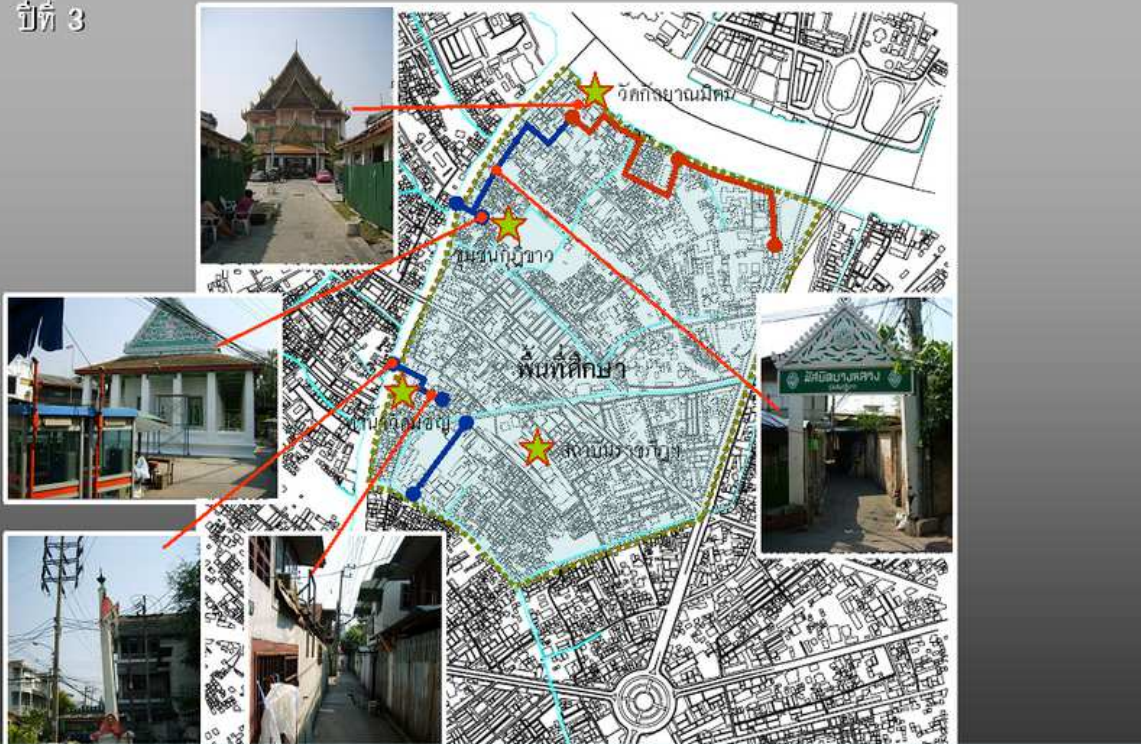 ปีที่ 3
วัดกัลยาณมิตร
ชุมชนกุฎีขาว
พื้นที่ศึกษา
สถาบันราชภัฏฯ
มัสยิดบางหลวง